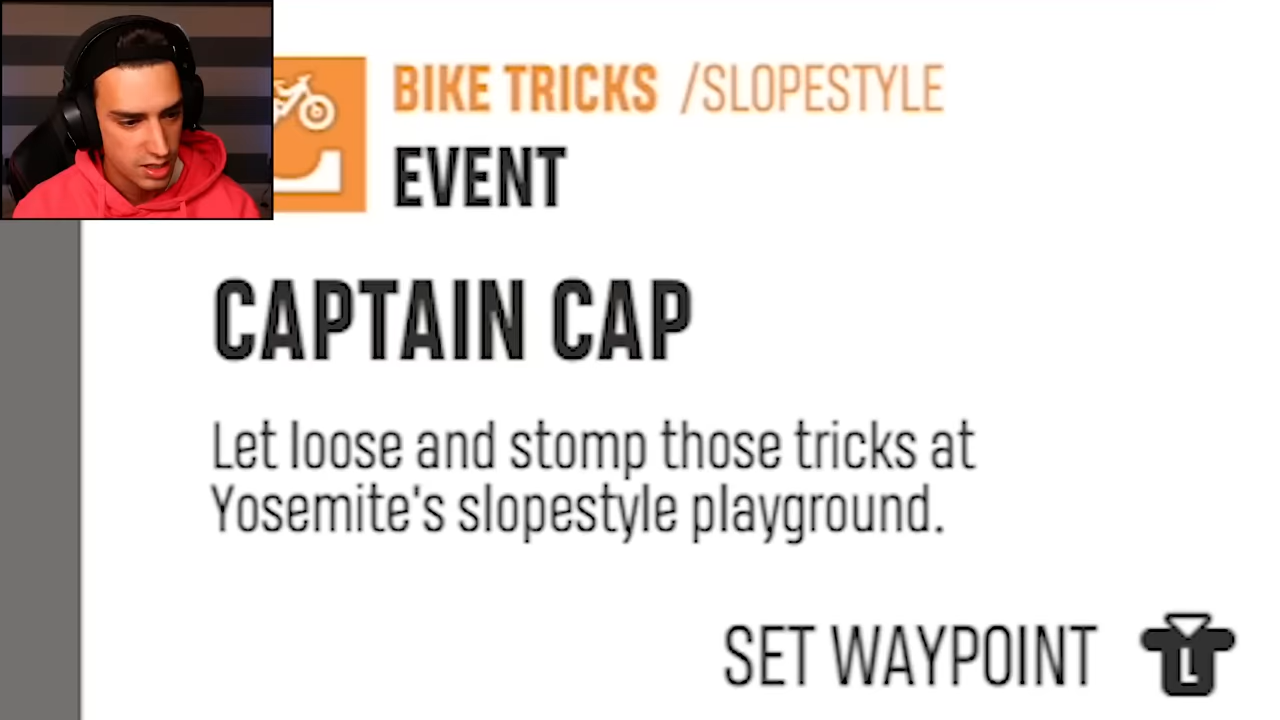 BIKE TRICKS /SLOPESTYLE
EVENT
CAPTAIN CAP
Let loose and stomp those tricks at
Yosemite's slopestyle playground.
SET WAYPOINT L